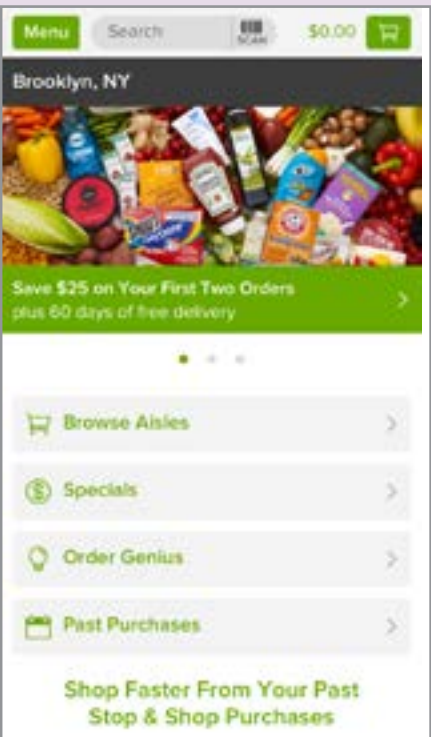 Menu
Search
SCAN
$0.00
Brooklyn, NY
Save $25 on Your First Two Orders
plus 60 days of free delivery
Browse Aisles
Specials
Order Genius
Past Purchases
Shop Faster From Your Past
Stop & Shop Purchases